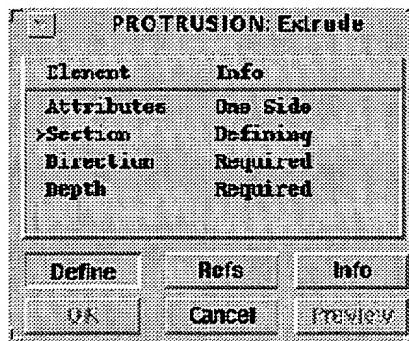 PROTRUSION: Extrude
Element Info
Attributes One Side
>Section Defining
Direction Required
Depth Required
Define Refs Info
OK Cancel Preview